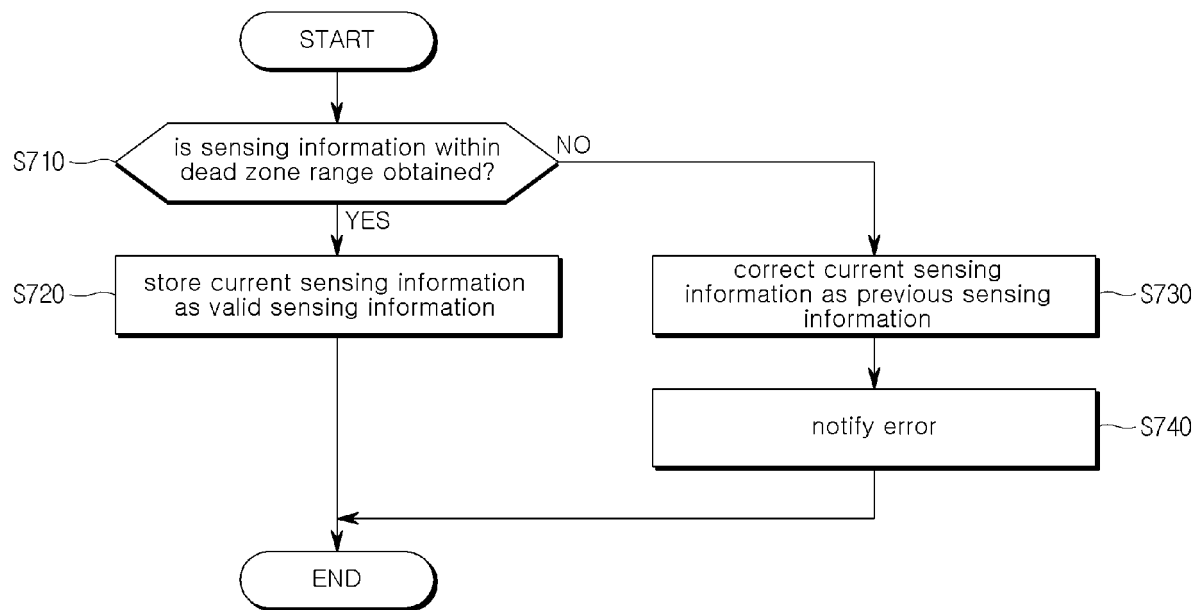 START
S710
is sensing information within
dead zone range obtained?
NO
YES
S720
store current sensing information
as valid sensing information
correct current sensing
information as previous sensing
information
S730
notify error
S740
END